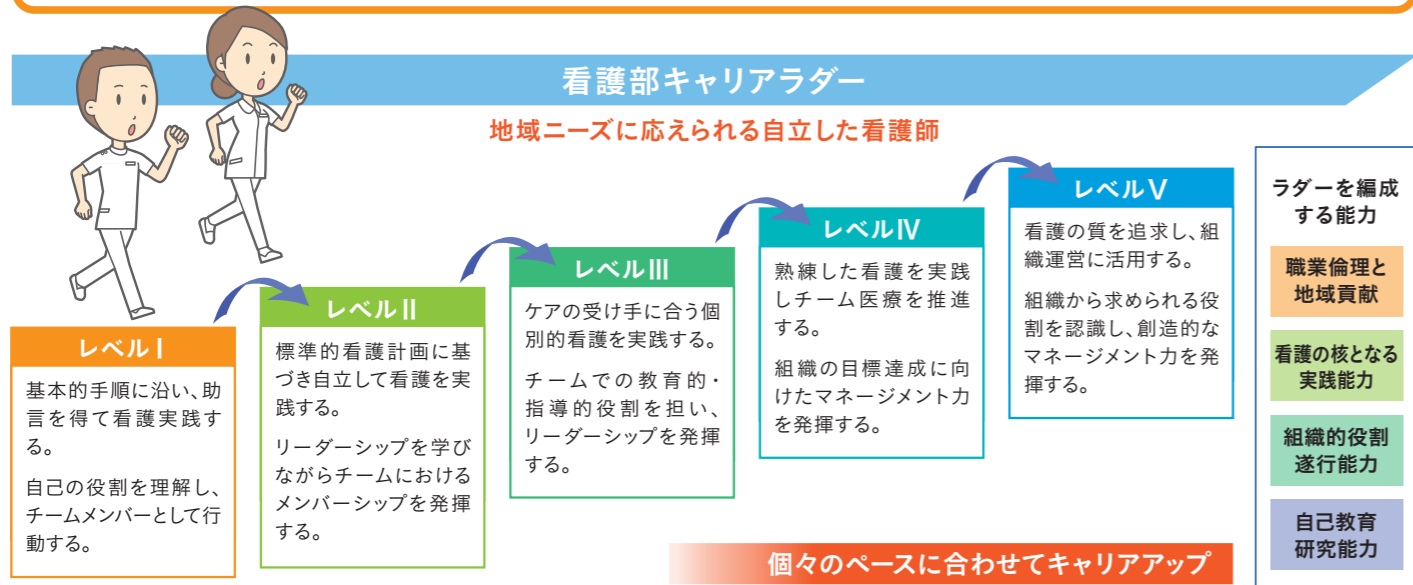 看護部キャリアラダー
地域ニーズに応えられる自立した看護師
レベルⅠ
基本的手順に沿い、助
言を得て看護実践す
る。
自己の役割を理解し、
チームメンバーとして行
動する。
レベルⅡ
標準的看護計画に基
づき自立して看護を実
践する。
リーダーシップを学び
ながらチームにおける
メンバーシップを発揮
する。
レベルⅢ
ケアの受け手に合う個
別的看護を実践する。
チームでの教育的・
指導的役割を担い、
リーダーシップを発揮
する。
レベルⅣ
熟練した看護を実践
しチーム医療を推進
する。
組織の目標達成に向
けたマネージメント力
を発揮する。
レベルⅤ
看護の質を追求し、組
織運営に活用する。
組織から求められる役
割を認識し、創造的な
マネージメント力を発
揮する。
ラダーを編成
する能力
職業倫理と
地域貢献
看護の核となる
実践能力
組織的役割
遂行能力
自己教育
研究能力
個々のペースに合わせてキャリアアップ